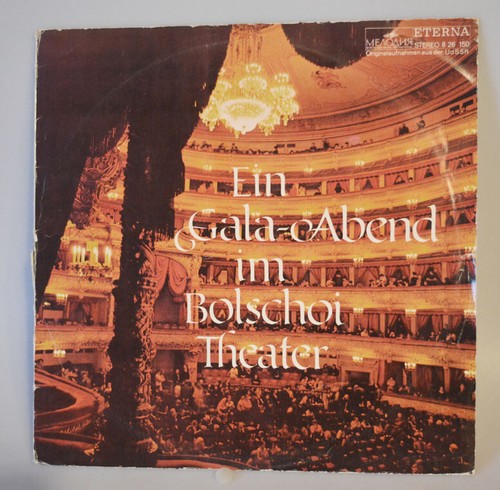 МЕЛОДИЯ
ETERNA
STEREO 8 26 150
Originalaufnahmen aus der UdSSR
Ein
Gala-Abend
im
Bolschoi
Theater